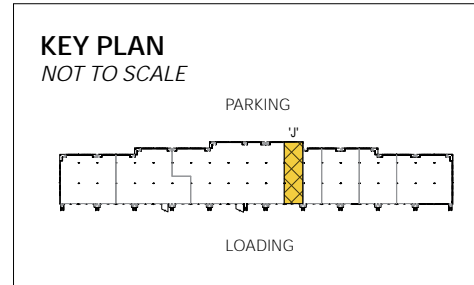 KEY PLAN
NOT TO SCALE
PARKING
'J'
LOADING